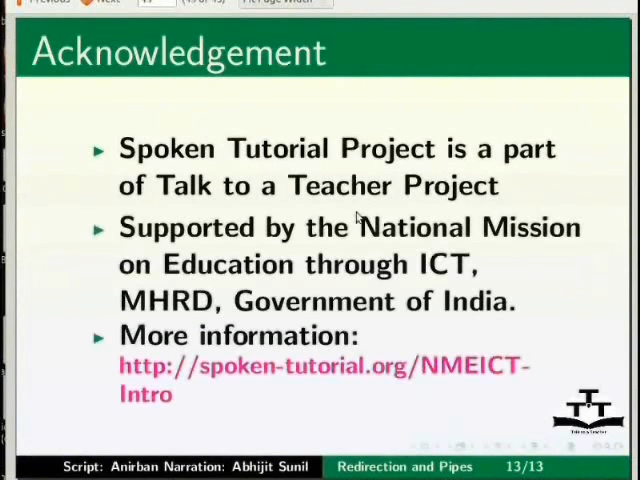 Acknowledgement
Spoken Tutorial Project is a part
of Talk to a Teacher Project
Supported by the National Mission
on Education through ICT,
MHRD, Government of India.
More information:
http://spoken-tutorial.org/NMEICT-
Intro
Script: Anirban Narration: Abhijit Sunil Redirection and Pipes 13/13